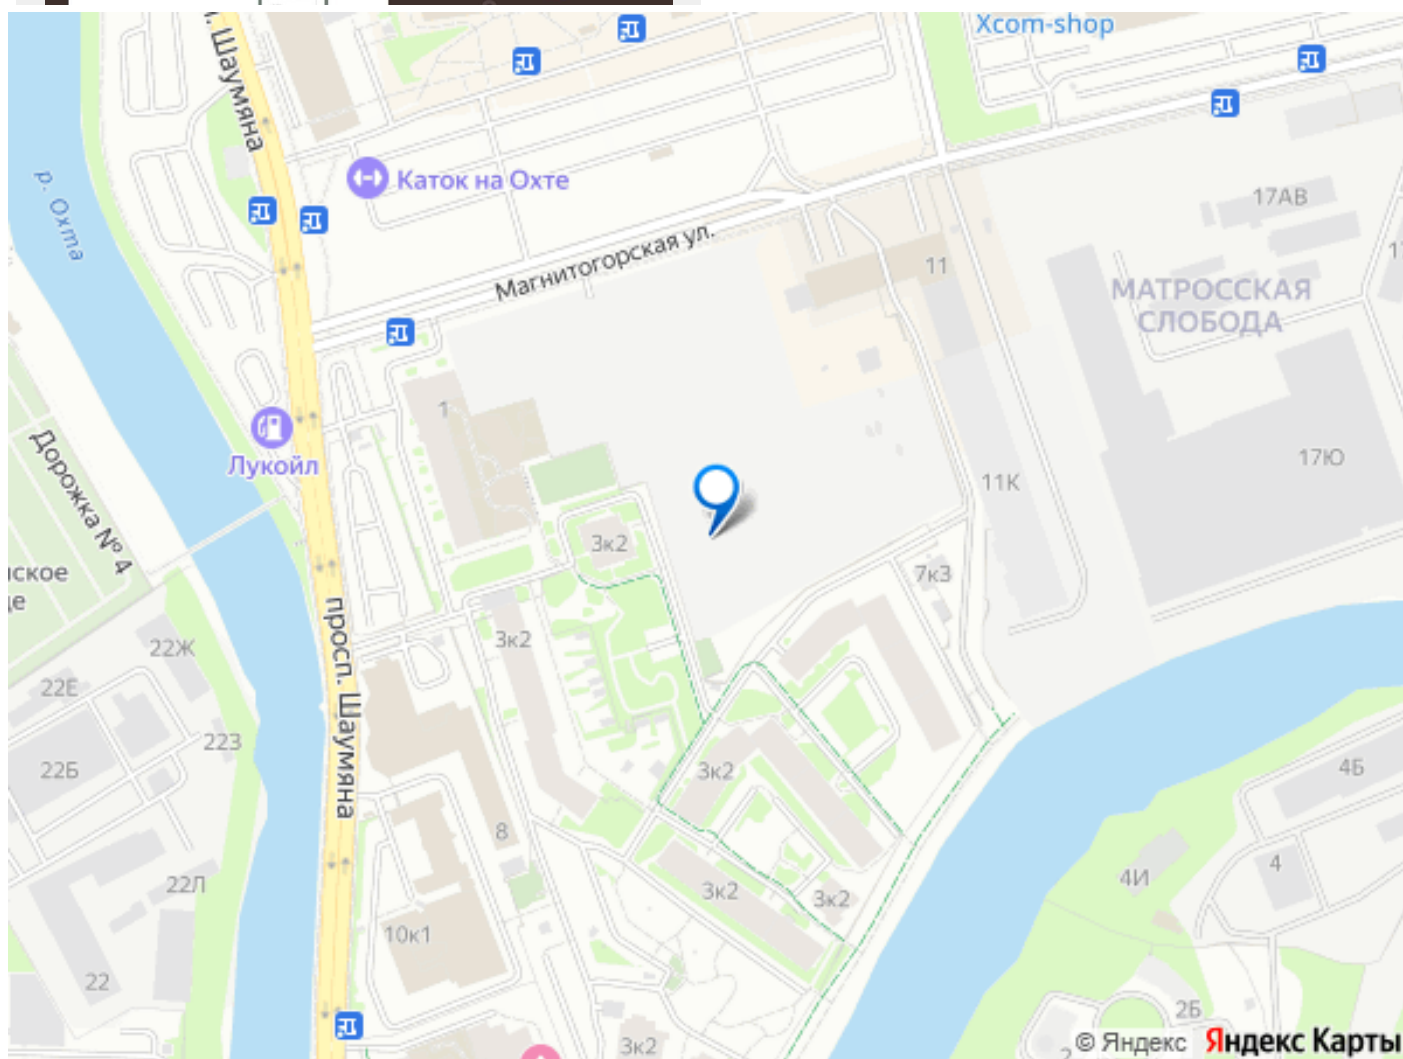 Xcom-shop
. Шаумяна
Каток на Охте
р. Охта
17АВ
Магнитогорская ул.
11
МАТРОССКАЯ
СЛОБОДА
1
Лукойл
Дорожка № 4
17Ю
11К
3к2
7к3
ское
е
просп. Шаумяна
3к2
22Ж
22Е
223
22Б
3к2
4Б
8
22Л
3к2
3к2
4И
4
10к1
22
2Б
3к2
© Яндекс
Яндекс Карты